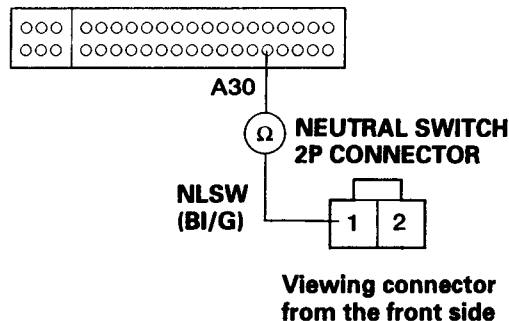 A30
Ω
NEUTRAL SWITCH
2P CONNECTOR
NLSW
(Bl/G)
1 2
Viewing connector
from the front side